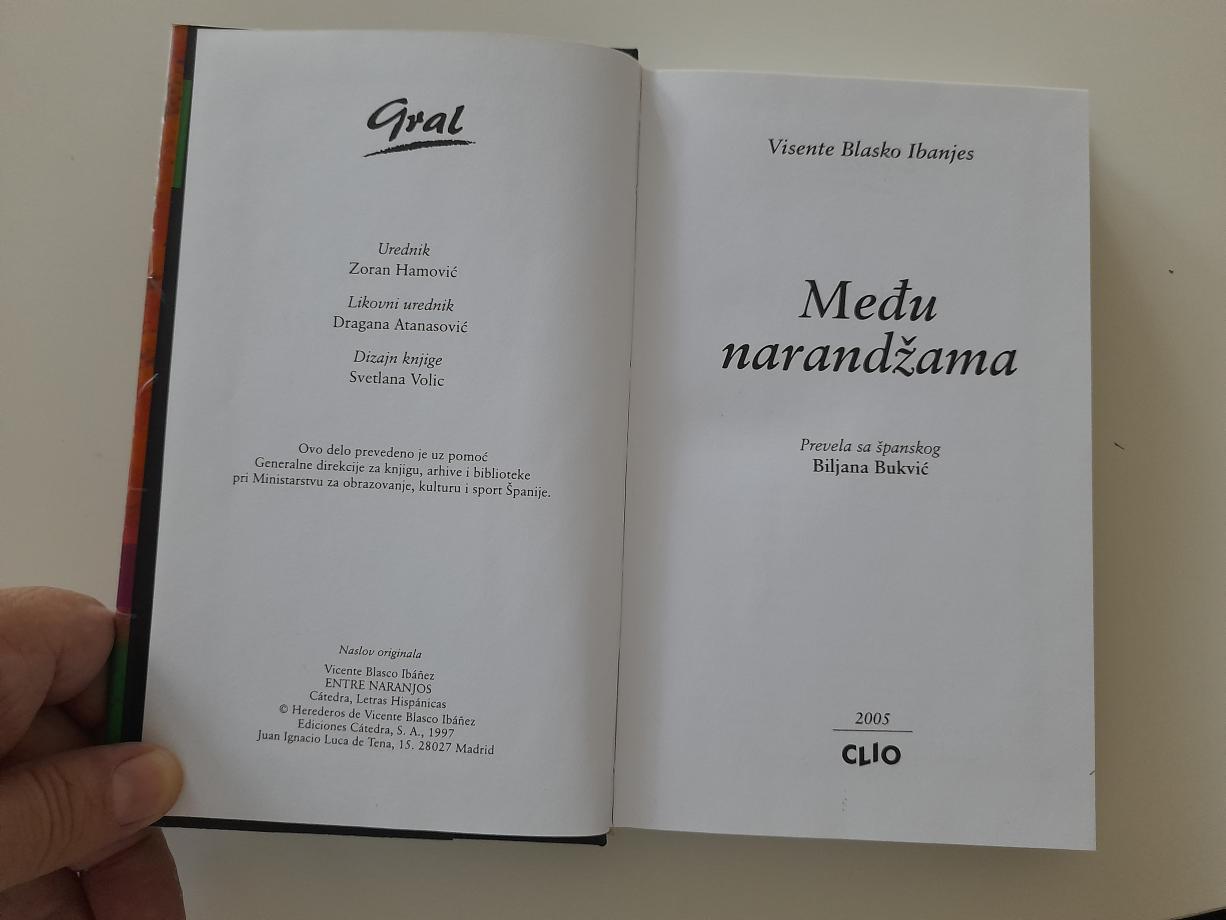 Gral
Urednik
Zoran Hamović
Likovni urednik
Dragana Atanasović
Dizajn knjige
Svetlana Volic
Ovo delo prevedeno je uz pomoć
Generalne direkcije za knjigu, arhive i biblioteke
pri Ministarstvu za obrazovanje, kulturu i sport Španije.
Naslov originala
Vicente Blasco Ibáñez
ENTRE NARANJOS
Cátedra, Letras Hispánicas
© Herederos de Vicente Blasco Ibáñez
Ediciones Cátedra, S. A., 1997
Juan Ignacio Luca de Tena, 15. 28027 Madrid
Visente Blasko Ibanjes
Među
narandžama
Prevela sa španskog
Biljana Bukvić
2005
CLIO